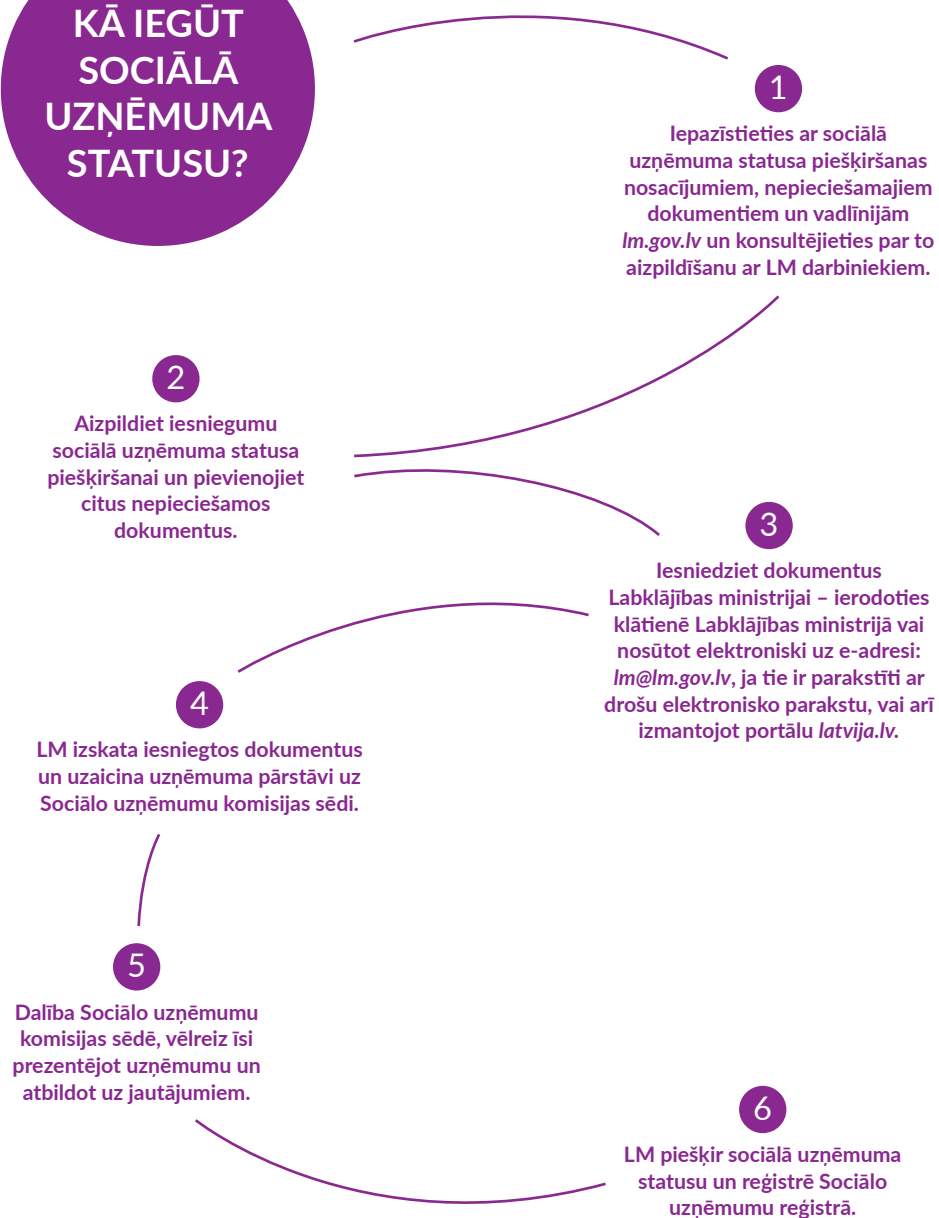 KĀ IEGŪT
SOCIĀLĀ
UZŅĒMUMA
STATUSU?
1
Iepazīstieties ar sociālā
uzņēmuma statusa piešķiršanas
nosacījumiem, nepieciešamajiem
dokumentiem un vadlīnijām
lm.gov.lv un konsultējieties par to
aizpildīšanu ar LM darbiniekiem.
2
Aizpildiet iesniegumu
sociālā uzņēmuma statusa
piešķiršanai un pievienojiet
citus nepieciešamos
dokumentus.
3
Iesniedziet dokumentus
Labklājības ministrijai – ierodoties
klātienē Labklājības ministrijā vai
nosūtot elektroniski uz e-adresi:
lm@lm.gov.lv, ja tie ir parakstīti ar
drošu elektronisko parakstu, vai arī
izmantojot portālu latvija.lv.
4
LM izskata iesniegtos dokumentus
un uzaicina uzņēmuma pārstāvi uz
Sociālo uzņēmumu komisijas sēdi.
5
Dalība Sociālo uzņēmumu
komisijas sēdē, vēlreiz īsi
prezentējot uzņēmumu un
atbildot uz jautājumiem.
6
LM piešķir sociālā uzņēmuma
statusu un reģistrē Sociālo
uzņēmumu reģistrā.